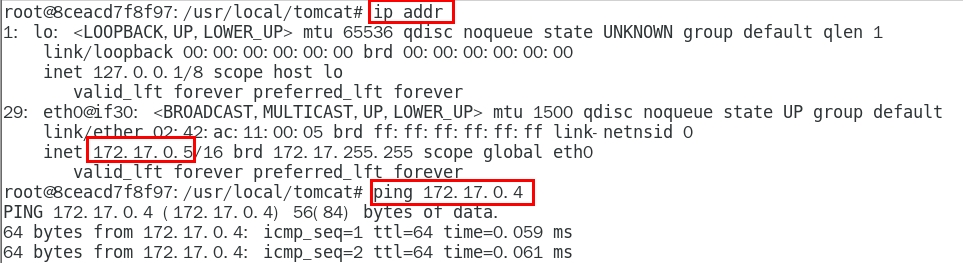 root@8ceacd7f8f97:/usr/local/tomcat# ip addr
1: lo: <LOOPBACK,UP,LOWER_UP> mtu 65536 qdisc noqueue state UNKNOWN group default qlen 1
    link/loopback 00:00:00:00:00:00 brd 00:00:00:00:00:00
    inet 127.0.0.1/8 scope host lo
       valid_lft forever preferred_lft forever
29: eth0@if30: <BROADCAST,MULTICAST,UP,LOWER_UP> mtu 1500 qdisc noqueue state UP group default
    link/ether 02:42:ac:11:00:05 brd ff:ff:ff:ff:ff:ff link-netnsid 0
    inet 172.17.0.5/16 brd 172.17.255.255 scope global eth0
       valid_lft forever preferred_lft forever
root@8ceacd7f8f97:/usr/local/tomcat# ping 172.17.0.4
PING 172.17.0.4 (172.17.0.4) 56(84) bytes of data.
64 bytes from 172.17.0.4: icmp_seq=1 ttl=64 time=0.059 ms
64 bytes from 172.17.0.4: icmp_seq=2 ttl=64 time=0.061 ms